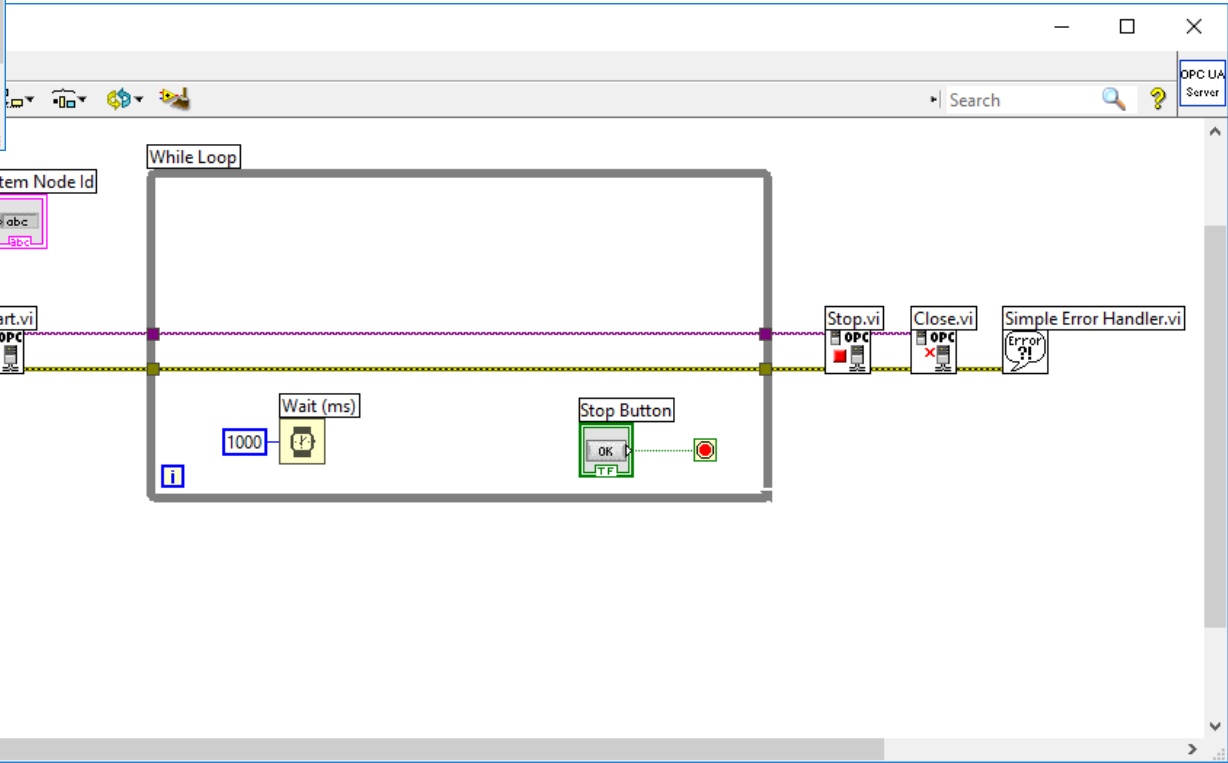 OPC UA
Server
Search
While Loop
tem Node Id
abc
abc
art.vi
OPC
Stop.vi
OPC
Close.vi
OPC
Simple Error Handler.vi
Error
?!
Wait (ms)
1000
Stop Button
OK
TF
i